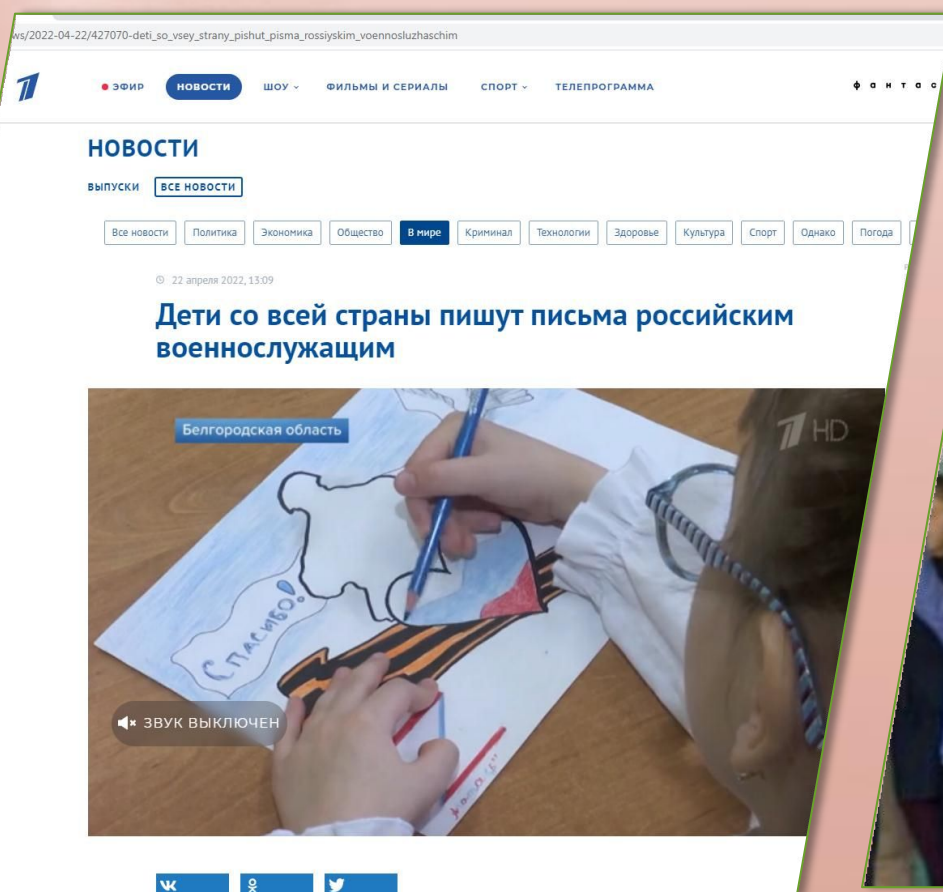 ws/2022-04-22/427070-deti_so_vsey_strany_pishut_pisma_rossiyskim_voennosluzhaschim
ЭФИР НОВОСТИ ШОУ ФИЛЬМЫ И СЕРИАЛЫ СПОРТ ТЕЛЕПРОГРАММА
НОВОСТИ
ВЫПУСКИ ВСЕ НОВОСТИ
Все новости Политика Экономика Общество В мире Криминал Технологии Здоровье Культура Спорт Однако Погода
22 апреля 2022, 13:09
Дети со всей страны пишут письма российским
военнослужащим
Белгородская область
HD
Спасибо!
ЗВУК ВЫКЛЮЧЕН